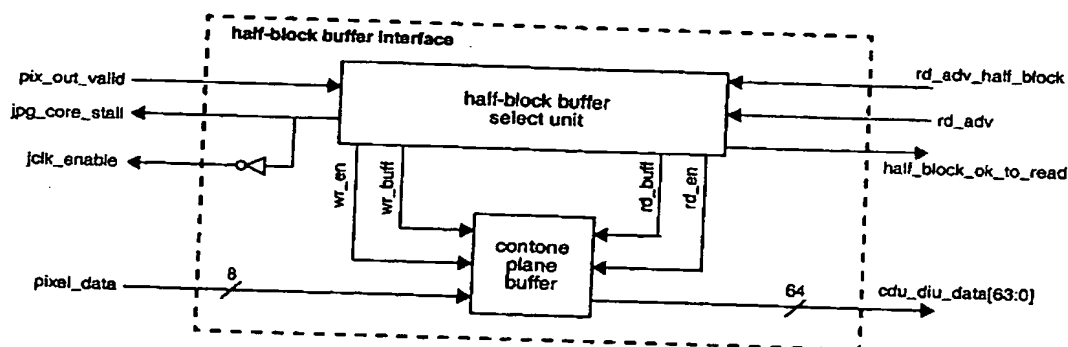 half-block buffer interface
pix_out_valid
rd_adv_half_block
half-block buffer
select unit
jpg_core_stall
rd_adv
jclk_enable
half_block_ok_to_read
wr_en
wr_buff
rd_buff
rd_en
contone
plane
buffer
pixel_data
8
64
cdu_diu_data[63:0]